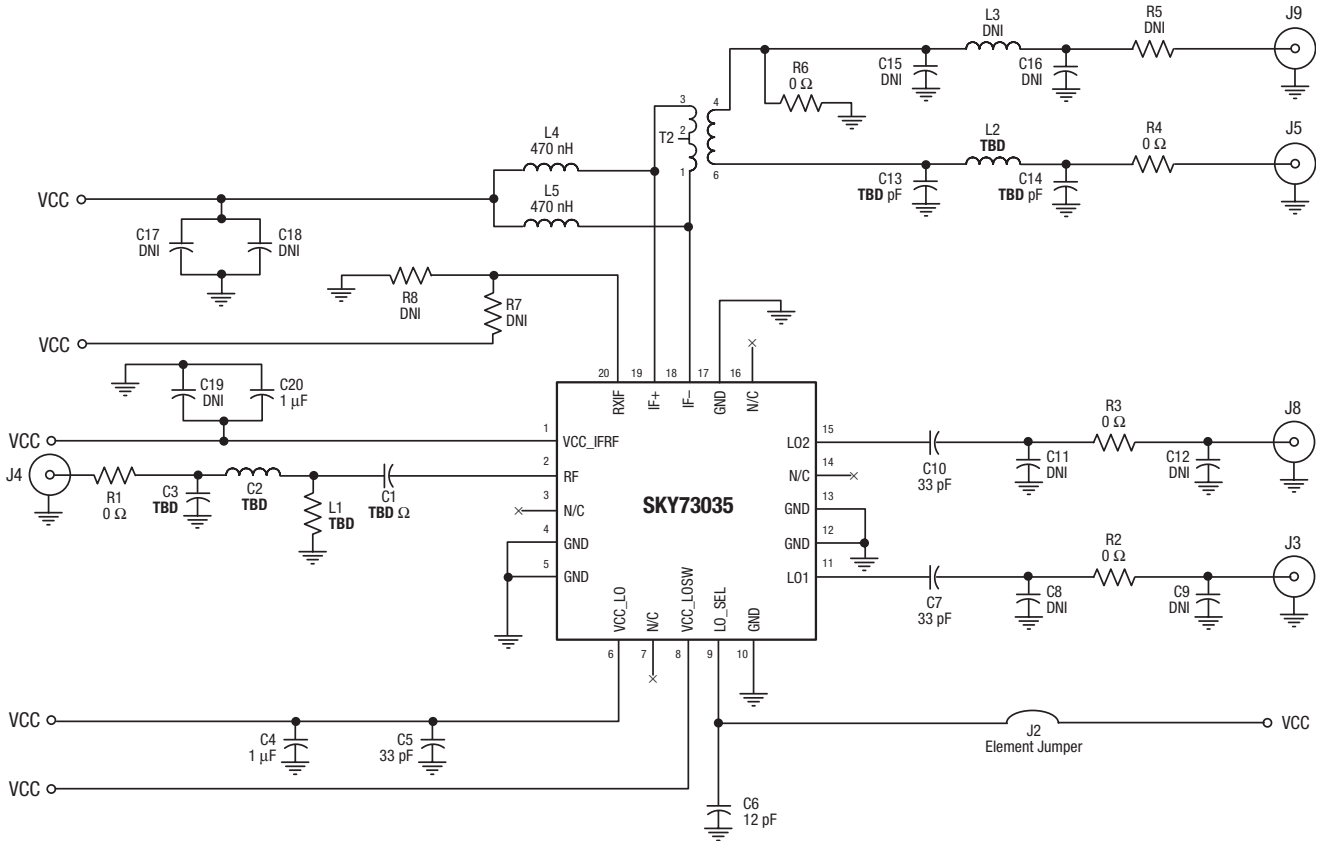 L3
DNI
R5
DNI
J9
C15
DNI
C16
DNI
R6
0 Ω
3
4
T2
2
1
6
L2
TBD
R4
0 Ω
J5
C13
TBD pF
C14
TBD pF
L4
470 nH
L5
470 nH
VCC
C17
DNI
C18
DNI
R8
DNI
R7
DNI
VCC
C19
DNI
C20
1 µF
20
19
18
17
16
RXIF
IF+
IF–
GND
N/C
VCC
1
VCC_IFRF
J4
R1
0 Ω
C3
TBD
C2
TBD
L1
TBD
C1
TBD Ω
2
RF
3
N/C
4
GND
5
GND
SKY73035
LO2
15
N/C
14
GND
13
GND
12
LO1
11
C10
33 pF
C11
DNI
R3
0 Ω
C12
DNI
J8
C7
33 pF
C8
DNI
R2
0 Ω
C9
DNI
J3
VCC_LO
N/C
VCC_LOSW
LO_SEL
GND
6
7
8
9
10
VCC
C4
1 µF
C5
33 pF
J2
Element Jumper
VCC
VCC
C6
12 pF